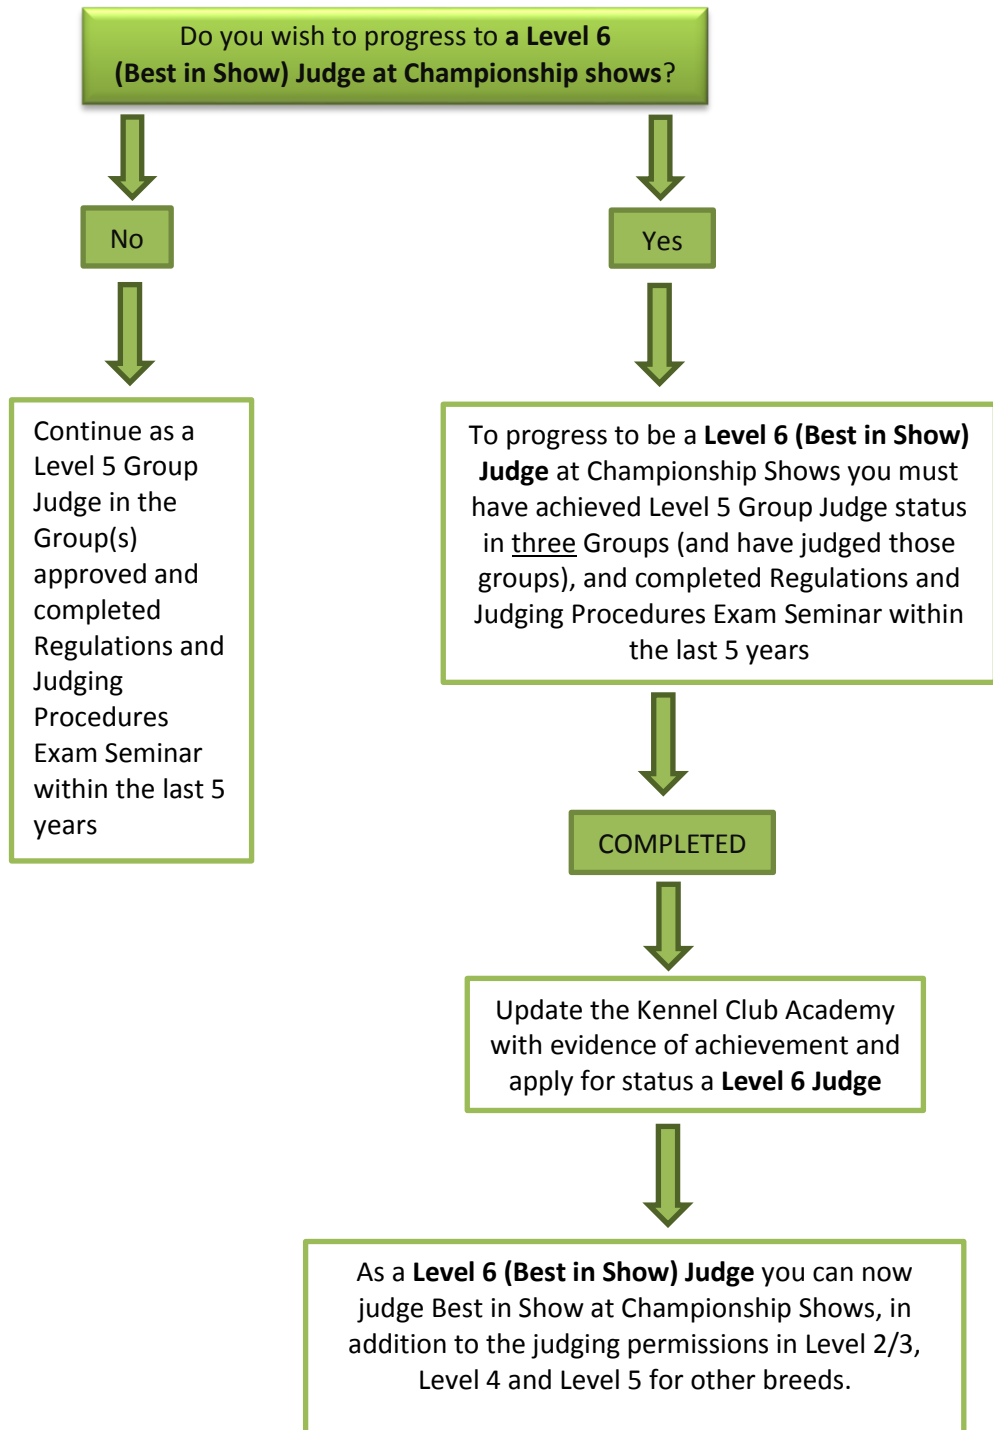 Do you wish to progress to a Level 6
(Best in Show) Judge at Championship shows?
No
Yes
Continue as a
Level 5 Group
Judge in the
Group(s)
approved and
completed
Regulations and
Judging
Procedures
Exam Seminar
within the last 5
years
To progress to be a Level 6 (Best in Show)
Judge at Championship Shows you must
have achieved Level 5 Group Judge status
in three Groups (and have judged those
groups), and completed Regulations and
Judging Procedures Exam Seminar within
the last 5 years
COMPLETED
Update the Kennel Club Academy
with evidence of achievement and
apply for status a Level 6 Judge
As a Level 6 (Best in Show) Judge you can now
judge Best in Show at Championship Shows, in
addition to the judging permissions in Level 2/3,
Level 4 and Level 5 for other breeds.